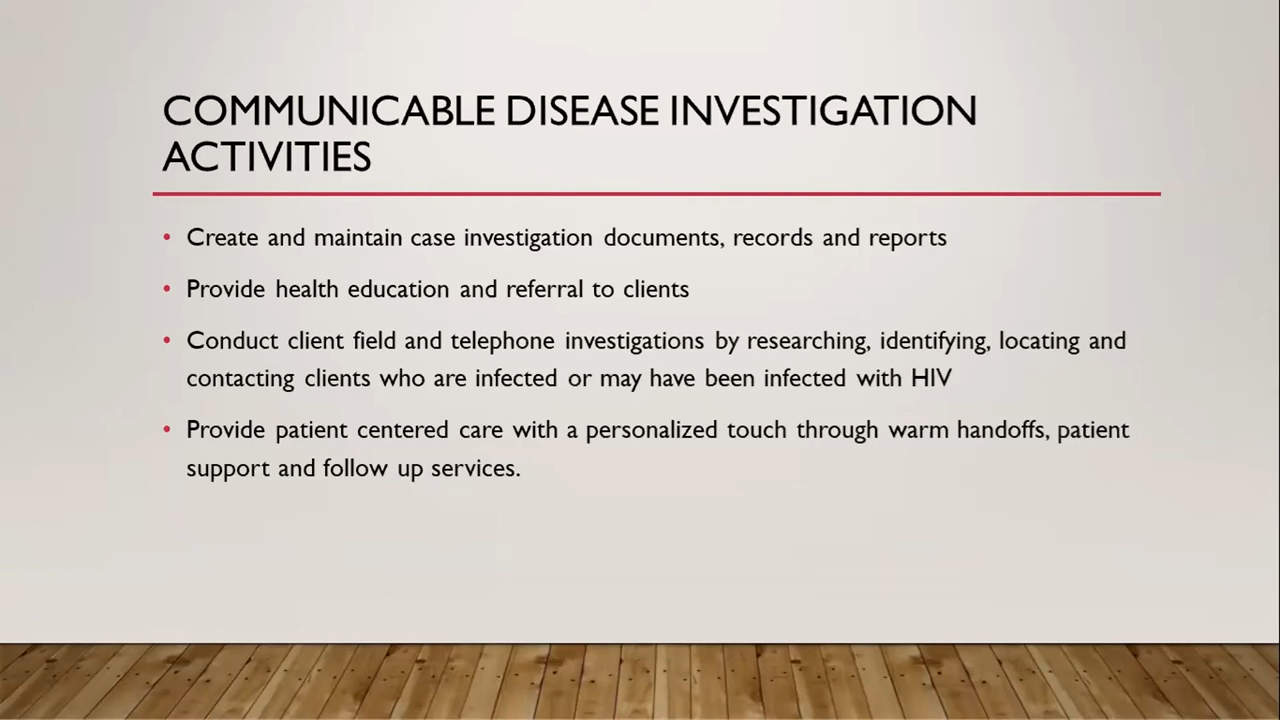 COMMUNICABLE DISEASE INVESTIGATION
ACTIVITIES
• Create and maintain case investigation documents, records and reports
• Provide health education and referral to clients
• Conduct client field and telephone investigations by researching, identifying, locating and
contacting clients who are infected or may have been infected with HIV
• Provide patient centered care with a personalized touch through warm handoffs, patient
support and follow up services.